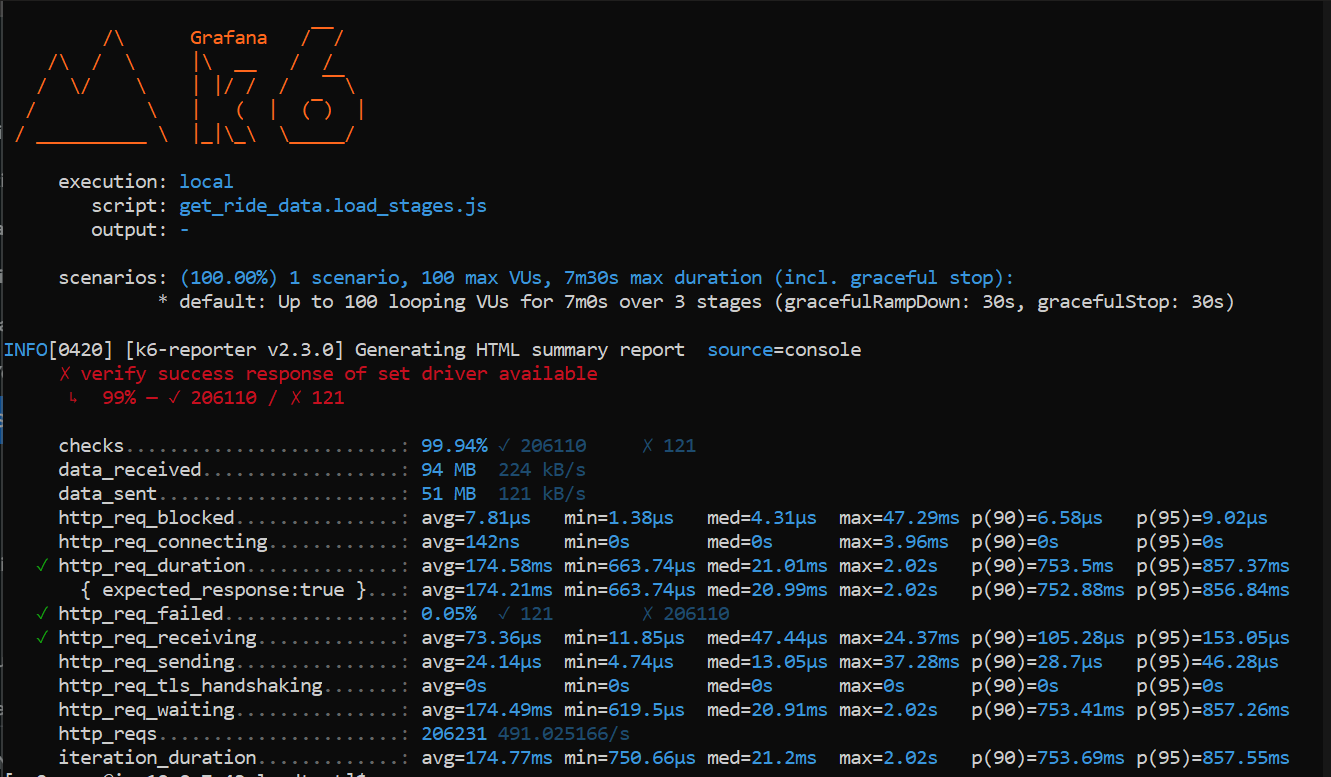 Grafana
k6
execution: local
script: get_ride_data.load_stages.js
output: -
scenarios: (100.00%) 1 scenario, 100 max VUs, 7m30s max duration (incl. graceful stop):
* default: Up to 100 looping VUs for 7m0s over 3 stages (gracefulRampDown: 30s, gracefulStop: 30s)
INFO[0420] [k6-reporter v2.3.0] Generating HTML summary report  source=console
✗ verify success response of set driver available
↳  99% — ✓ 206110 / ✗ 121
checks.........................: 99.94% ✓ 206110     ✗ 121
data_received..................: 94 MB  224 kB/s
data_sent......................: 51 MB  121 kB/s
http_req_blocked...............: avg=7.81µs   min=1.38µs   med=4.31µs  max=47.29ms p(90)=6.58µs   p(95)=9.02µs
http_req_connecting............: avg=142ns    min=0s       med=0s      max=3.96ms  p(90)=0s       p(95)=0s
✓ http_req_duration..............: avg=174.58ms min=663.74µs med=21.01ms max=2.02s   p(90)=753.5ms  p(95)=857.37ms
{ expected_response:true }...: avg=174.21ms min=663.74µs med=20.99ms max=2.02s   p(90)=752.88ms p(95)=856.84ms
✓ http_req_failed................: 0.05%  ✓ 121        ✗ 206110
✓ http_req_receiving.............: avg=73.36µs  min=11.85µs  med=47.44µs max=24.37ms p(90)=105.28µs p(95)=153.05µs
http_req_sending...............: avg=24.14µs  min=4.74µs   med=13.05µs max=37.28ms p(90)=28.7µs   p(95)=46.28µs
http_req_tls_handshaking.......: avg=0s       min=0s       med=0s      max=0s      p(90)=0s       p(95)=0s
http_req_waiting...............: avg=174.49ms min=619.5µs  med=20.91ms max=2.02s   p(90)=753.41ms p(95)=857.26ms
http_reqs......................: 206231 491.025166/s
iteration_duration.............: avg=174.77ms min=750.66µs med=21.2ms  max=2.02s   p(90)=753.69ms p(95)=857.55ms